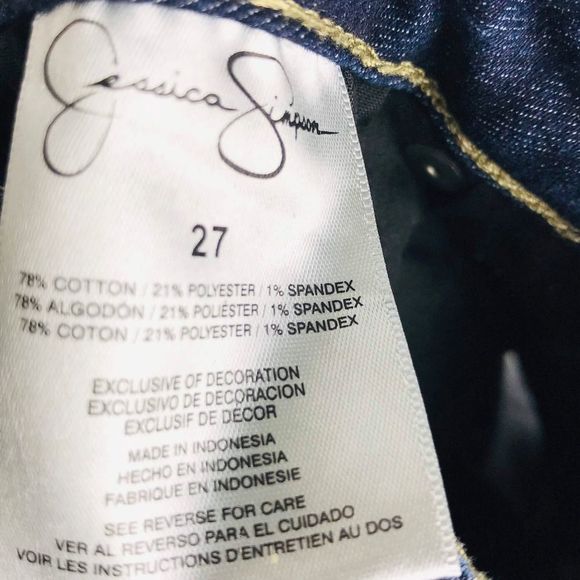 Jessica Simpson
27
78% COTTON / 21% POLYESTER / 1% SPANDEX
78% ALGODÓN / 21% POLIÉSTER / 1% SPANDEX
78% COTON / 21% POLYESTER / 1% SPANDEX
EXCLUSIVE OF DECORATION
EXCLUSIVO DE DECORACION
EXCLUSIF DE DÉCOR
MADE IN INDONESIA
HECHO EN INDONESIA
FABRIQUE EN INDONESIE
SEE REVERSE FOR CARE
VER AL REVERSO PARA EL CUIDADO
VOIR LES INSTRUCTIONS D'ENTRETIEN AU DOS